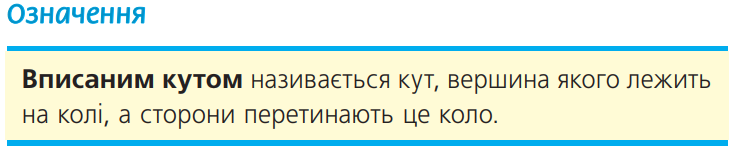 Означення
Вписаним кутом називається кут, вершина якого лежить
на колі, а сторони перетинають це коло.